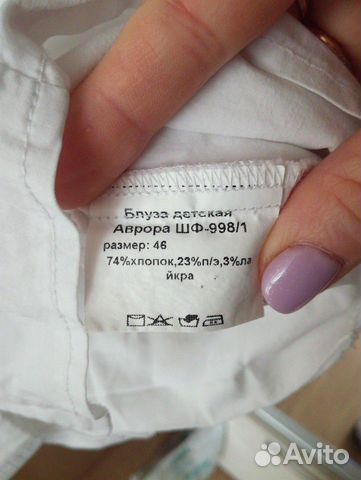 Блуза детская
Аврора ШФ-998/1
размер: 46
74%хлопок,23%п/э,3%ла
йкра
Avito